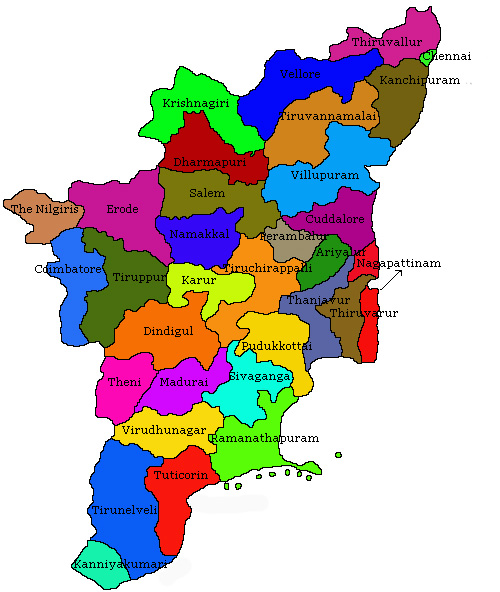 Thiruvallur
Chennai
Vellore
Kanchipuram
Krishnagiri
Tiruvannamalai
Dharmapuri
Villupuram
Salem
The Nilgiris
Erode
Cuddalore
Namakkal
Perambalur
Ariyalur
Coimbatore
Tiruppur
Karur
Tiruchirappalli
Nagapattinam
Thanjavur
Thiruvarur
Dindigul
Pudukkottai
Theni
Madurai
Sivaganga
Virudhunagar
Ramanathapuram
Tuticorin
Tirunelveli
Kanniyakumari